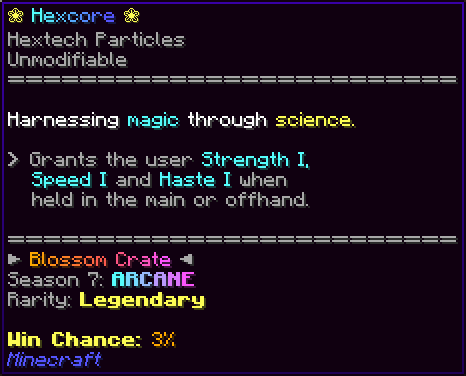 ❀ Hexcore ❀
Hextech Particles
Unmodifiable
============================
Harnessing magic through science.
> Grants the user Strength I,
Speed I and Haste I when
held in the main or offhand.
============================
► Blossom Crate ◄
Season 7: ARCANE
Rarity: Legendary
Win Chance: 3%
Minecraft